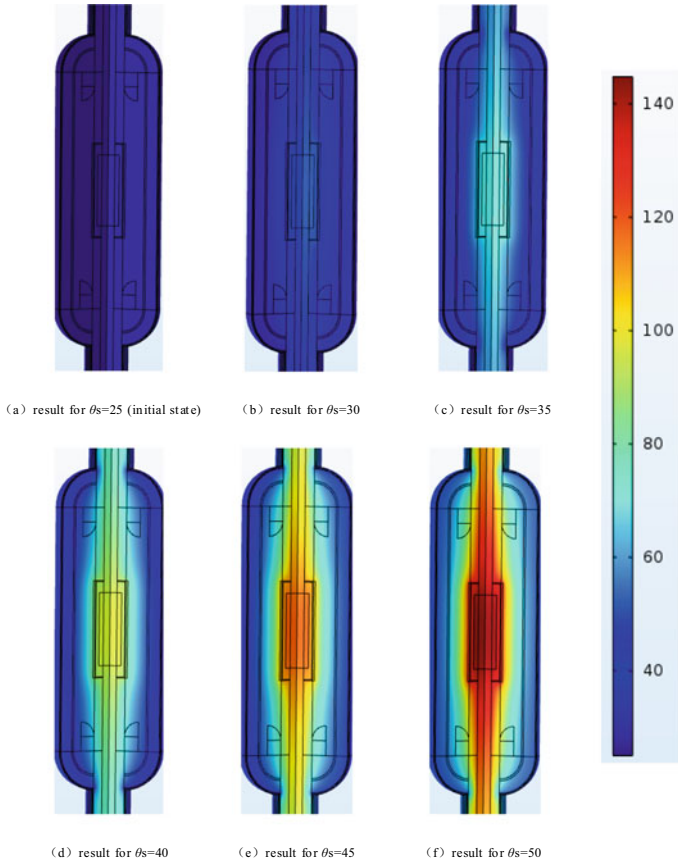 140
120
100
80
60
40
（a）result for θs=25 (initial state)
（b）result for θs=30
（c）result for θs=35
（d）result for θs=40
（e）result for θs=45
（f）result for θs=50